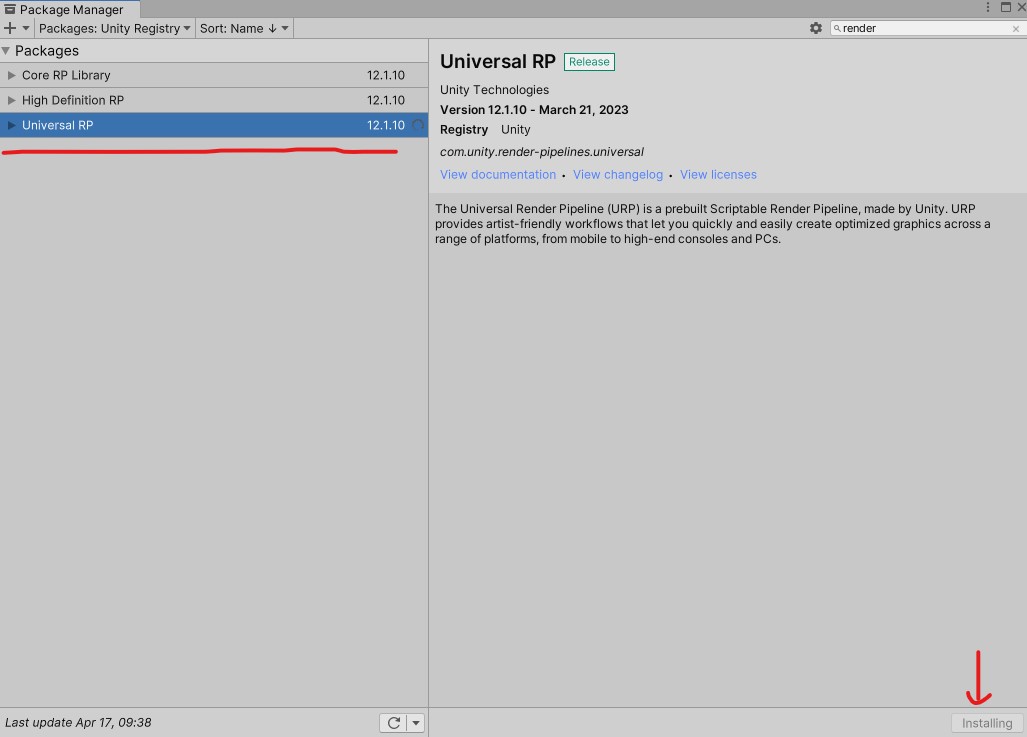 Package Manager
Packages: Unity Registry Sort: Name ↓ render
Packages
Core RP Library 12.1.10
High Definition RP 12.1.10
Universal RP 12.1.10
Universal RP Release
Unity Technologies
Version 12.1.10 - March 21, 2023
Registry Unity
com.unity.render-pipelines.universal
View documentation • View changelog • View licenses
The Universal Render Pipeline (URP) is a prebuilt Scriptable Render Pipeline, made by Unity. URP
provides artist-friendly workflows that let you quickly and easily create optimized graphics across a
range of platforms, from mobile to high-end consoles and PCs.
Last update Apr 17, 09:38
Installing